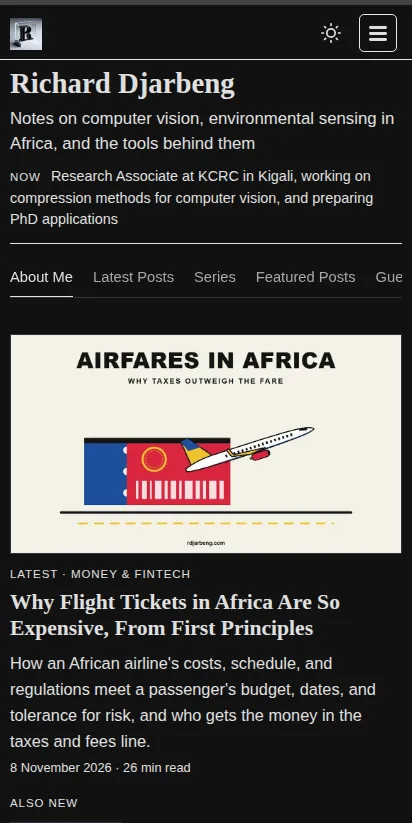 R
Richard Djarbeng
Notes on computer vision, environmental sensing in
Africa, and the tools behind them
NOW Research Associate at KCRC in Kigali, working on
compression methods for computer vision, and preparing
PhD applications
About Me Latest Posts Series Featured Posts Gue
AIRFARES IN AFRICA
WHY TAXES OUTWEIGH THE FARE
rdjarbeng.com
LATEST · MONEY & FINTECH
Why Flight Tickets in Africa Are So
Expensive, From First Principles
How an African airline's costs, schedule, and
regulations meet a passenger's budget, dates, and
tolerance for risk, and who gets the money in the
taxes and fees line.
8 November 2026 · 26 min read
ALSO NEW